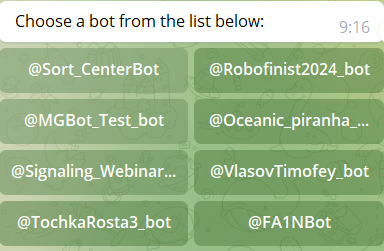 Choose a bot from the list below:
9:16
@Sort_CenterBot
@Robofinist2024_bot
@MGBot_Test_bot
@Oceanic_piranha_...
@Signaling_Webinar...
@VlasovTimofey_bot
@TochkaRosta3_bot
@FA1NBot